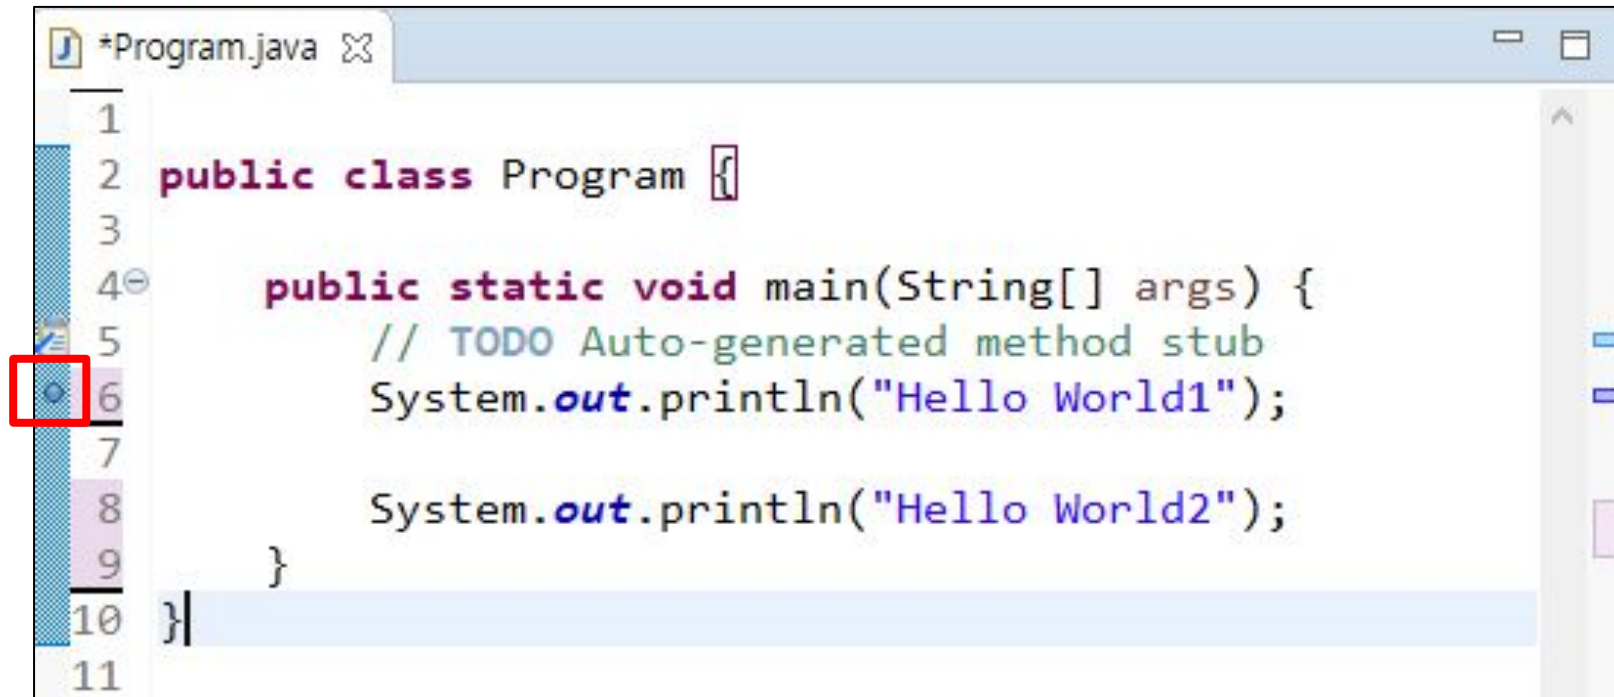 *Program.java
1
2 public class Program {
3
4 public static void main(String[] args) {
5 // TODO Auto-generated method stub
6 System.out.println("Hello World1");
7
8 System.out.println("Hello World2");
9 }
10 }
11